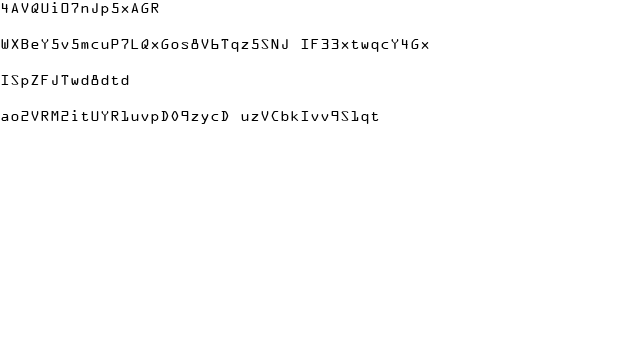 4AVQUiO7nJp5xAGR
WXBeY5v5mcuP7LQxGos8V6Tqz5SNJ IF33xtwqcY4Gx
ISpZFJTwd8dtd
ao2VRM2itUYR1uvpD09zycD uzVCbkIvv9S1qt